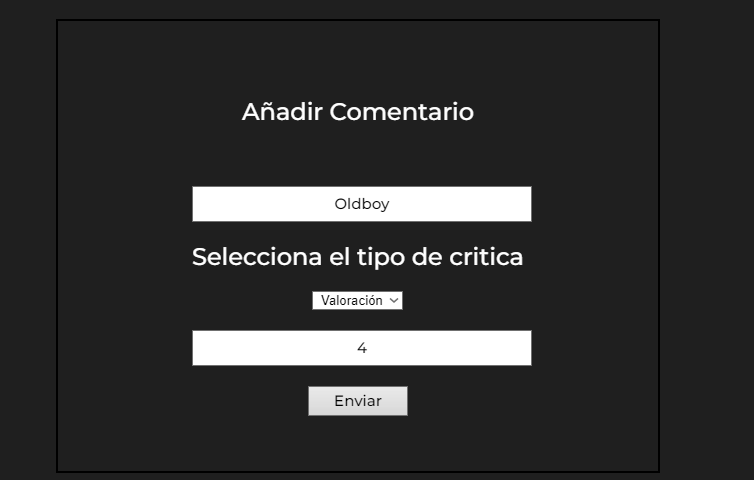 Añadir Comentario
Oldboy
Selecciona el tipo de critica
Valoración
4
Enviar